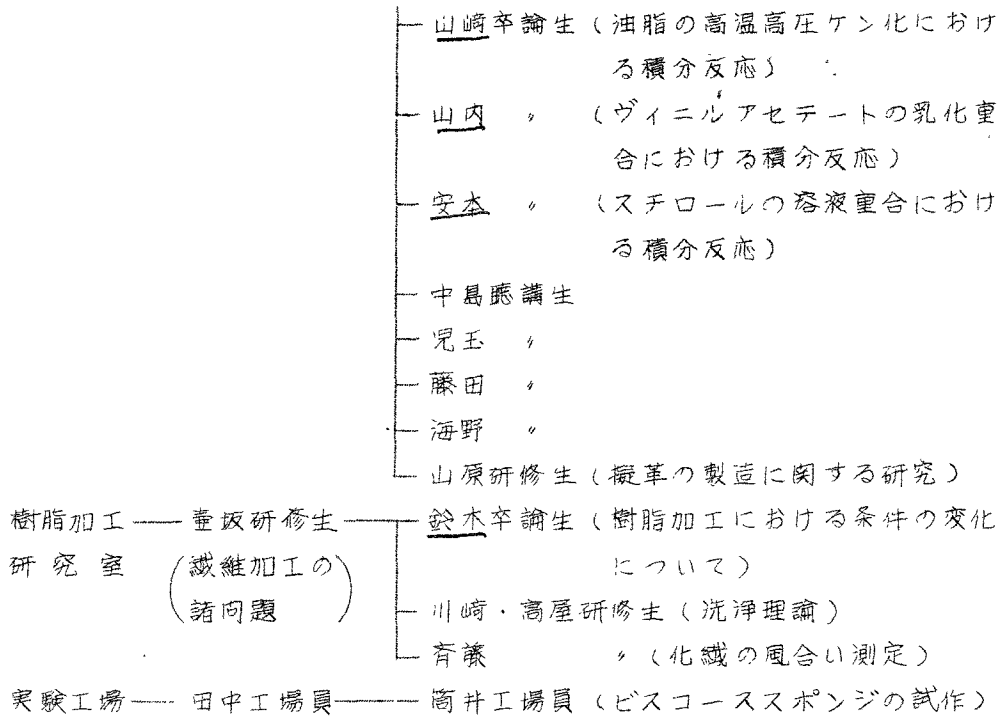 山崎卒論生(油脂の高温高圧ケン化におけ
る積分反応)
山内 〃 (ヴィニルアセテートの乳化重
合における積分反応)
安本 〃 (スチロールの溶液重合におけ
る積分反応)
中島聴講生
児玉 〃
藤田 〃
海野 〃
山原研修生(擬革の製造に関する研究)
樹脂加工 壷坂研修生 鈴木卒論生(樹脂加工における条件の変化
研究室 (繊維加工の について)
諸問題)
川崎・高屋研修生(洗浄理論)
斉藤 〃(化繊の風合い測定)
実験工場 田中工場員 筒井工場員(ビスコーススポンジの試作)